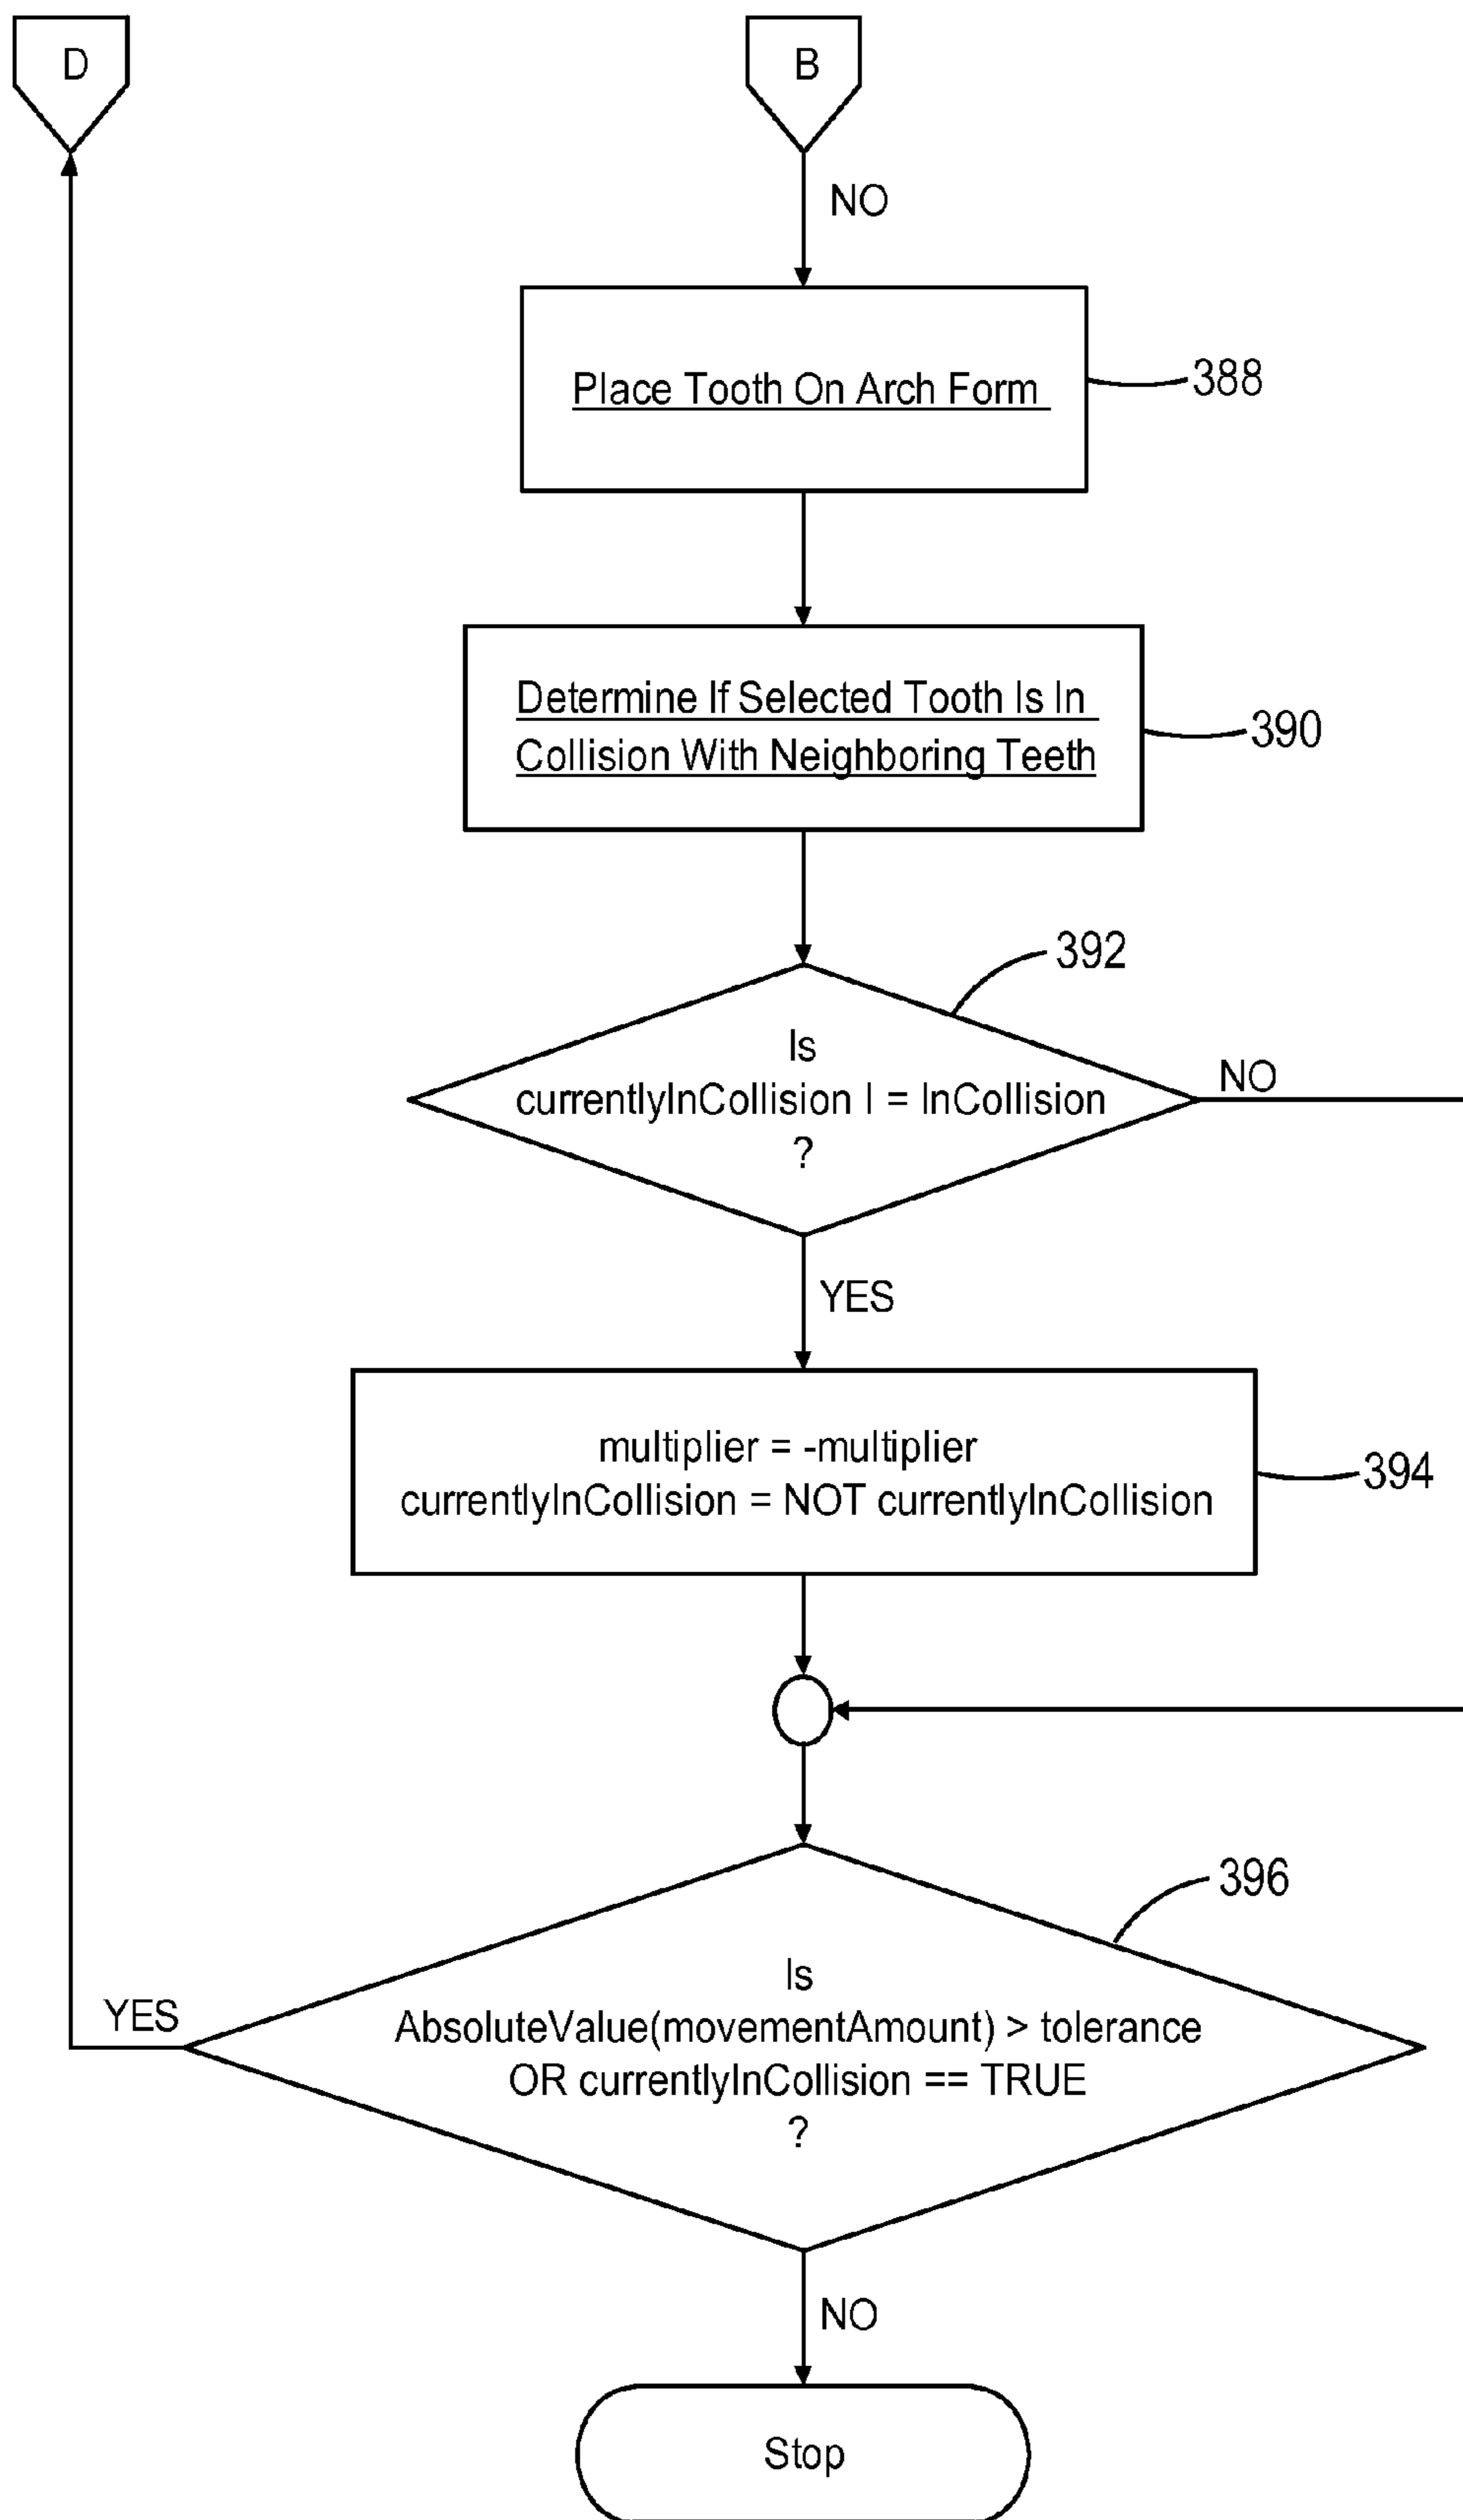 D
B
NO
Place Tooth On Arch Form
388
Determine If Selected Tooth Is In
Collision With Neighboring Teeth
390
392
Is
currentlyInCollision I = InCollision
?
NO
YES
multiplier = -multiplier
currentlyInCollision = NOT currentlyInCollision
394
396
Is
AbsoluteValue(movementAmount) > tolerance
OR currentlyInCollision == TRUE
?
YES
NO
Stop